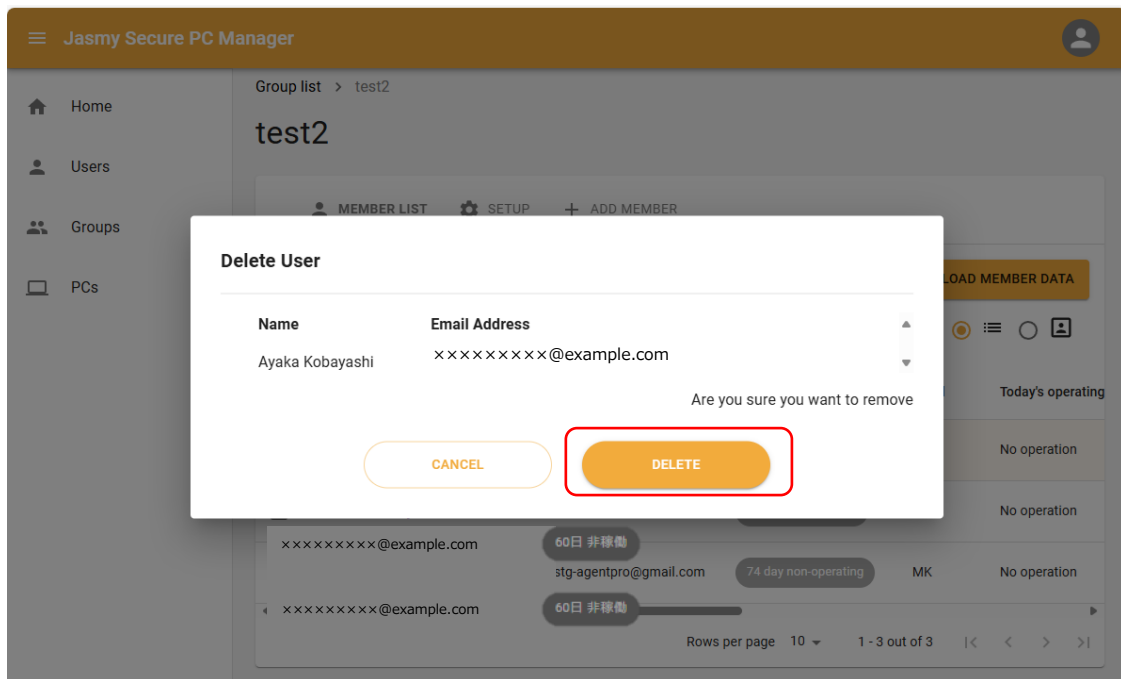 Jasmy Secure PC Manager
Group list > test2
Home
test2
Users
MEMBER LIST SETUP + ADD MEMBER
Groups
Delete User
PCs
LOAD MEMBER DATA
Name Email Address
Ayaka Kobayashi ×××××××××@example.com
Today's operating
Are you sure you want to remove
No operation
CANCEL DELETE
No operation
×××××××××@example.com 60日 非稼働
stg-agentpro@gmail.com 74 day non-operating MK No operation
×××××××××@example.com 60日 非稼働
Rows per page 10 1 - 3 out of 3